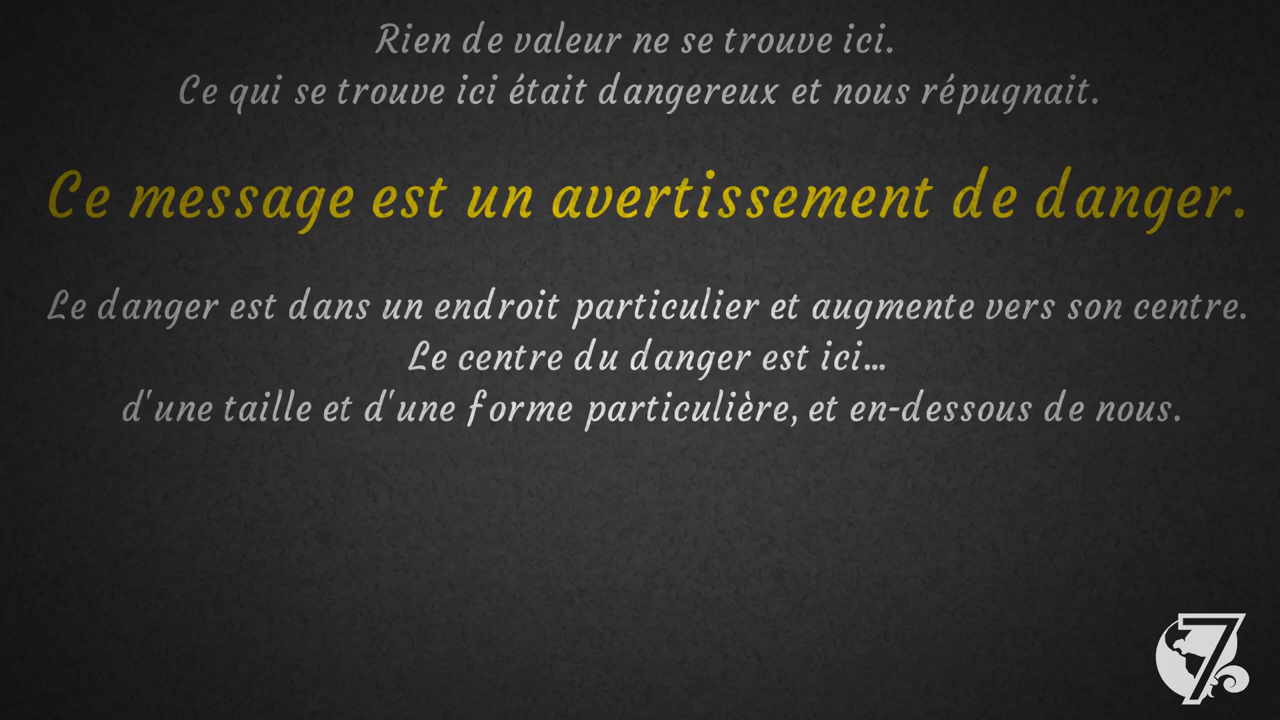 Rien de valeur ne se trouve ici.
Ce qui se trouve ici était dangereux et nous répugnait.
Ce message est un avertissement de danger.
Le danger est dans un endroit particulier et augmente vers son centre.
Le centre du danger est ici...
d'une taille et d'une forme particulière, et en-dessous de nous.
7